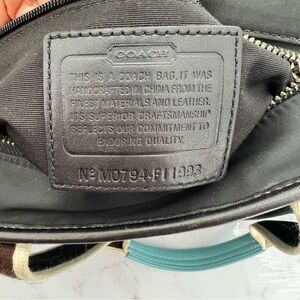 COACH
THIS IS A COACH BAG. IT WAS
HANDCRAFTED IN CHINA FROM THE
FINEST MATERIALS AND LEATHER.
ITS SUPERIOR CRAFTSMANSHIP
REFLECTS OUR COMMITMENT TO
ENDURING QUALITY.
Nº M0794-F11993